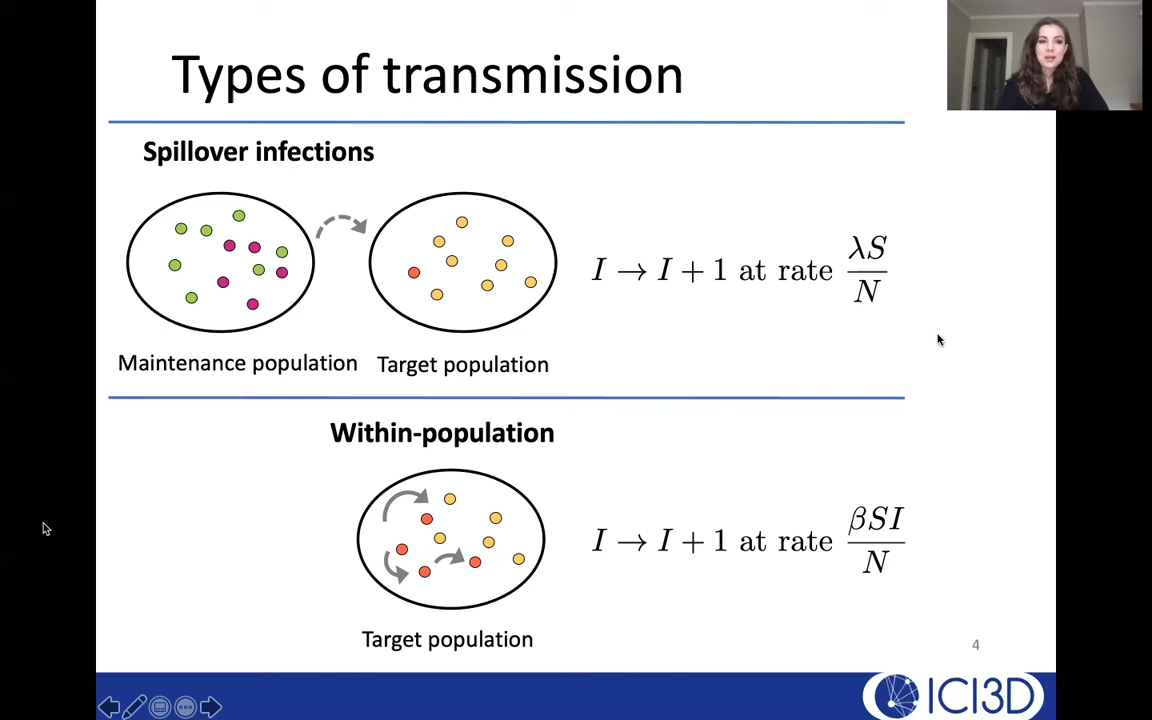 Types of transmission
Spillover infections
I → I + 1 at rate λS/N
Maintenance population
Target population
Within-population
I → I + 1 at rate βSI/N
Target population
4
ICI3D